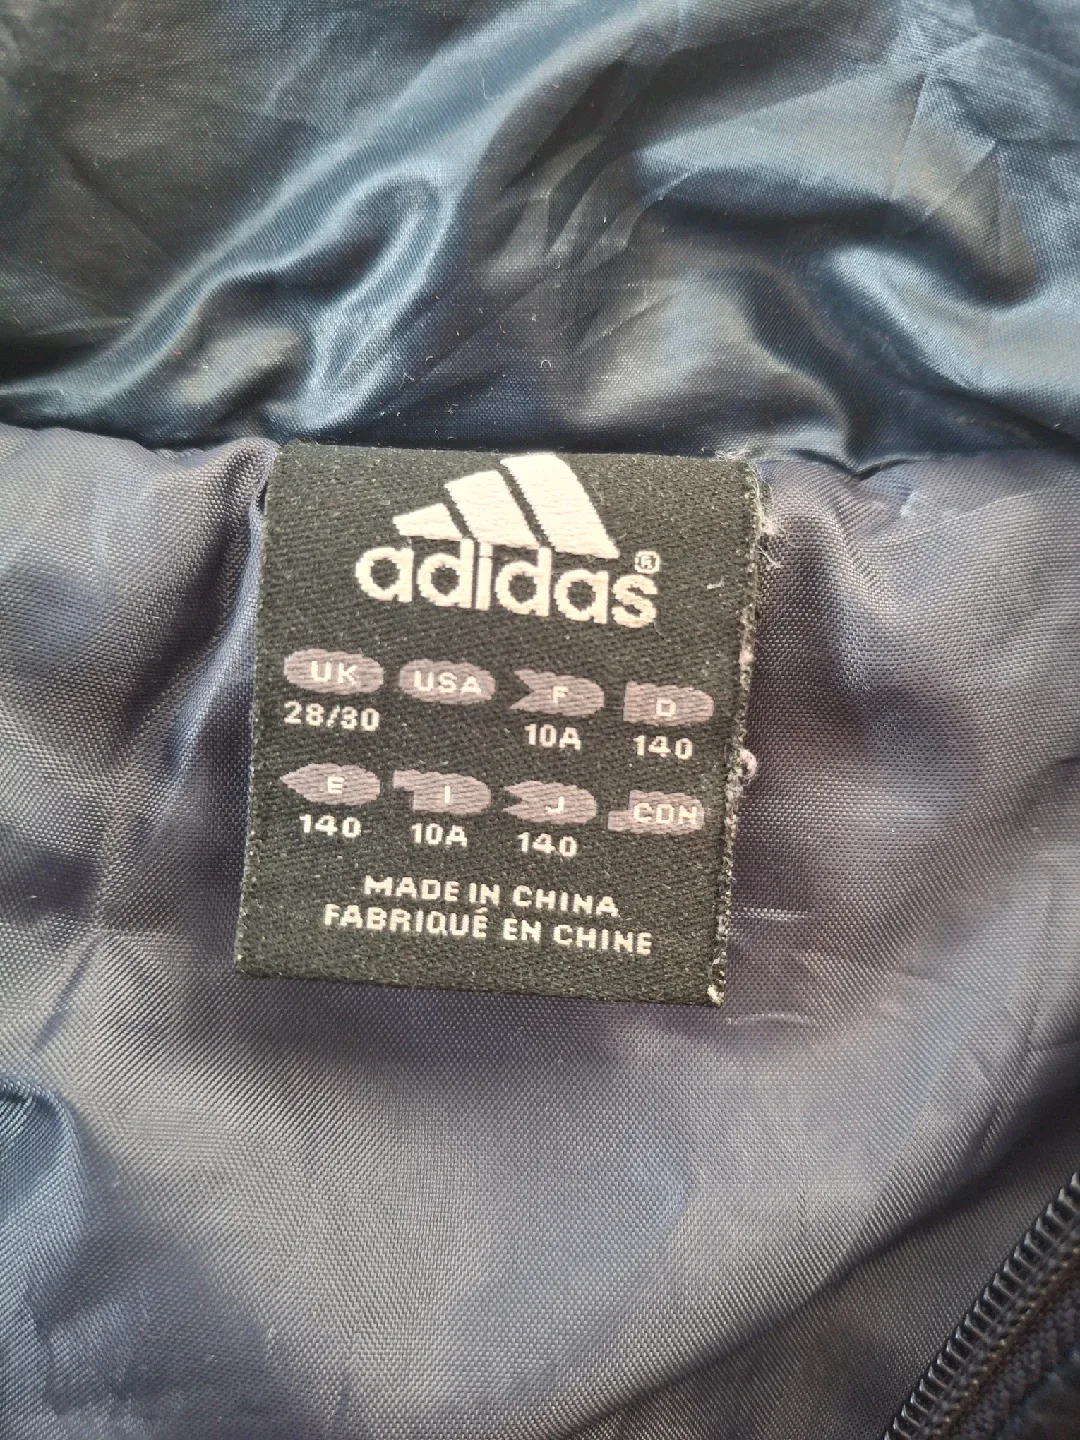 adidas®
UK USA F D
28/30 10A 140
E I J CDN
140 10A 140
MADE IN CHINA
FABRIQUÉ EN CHINE